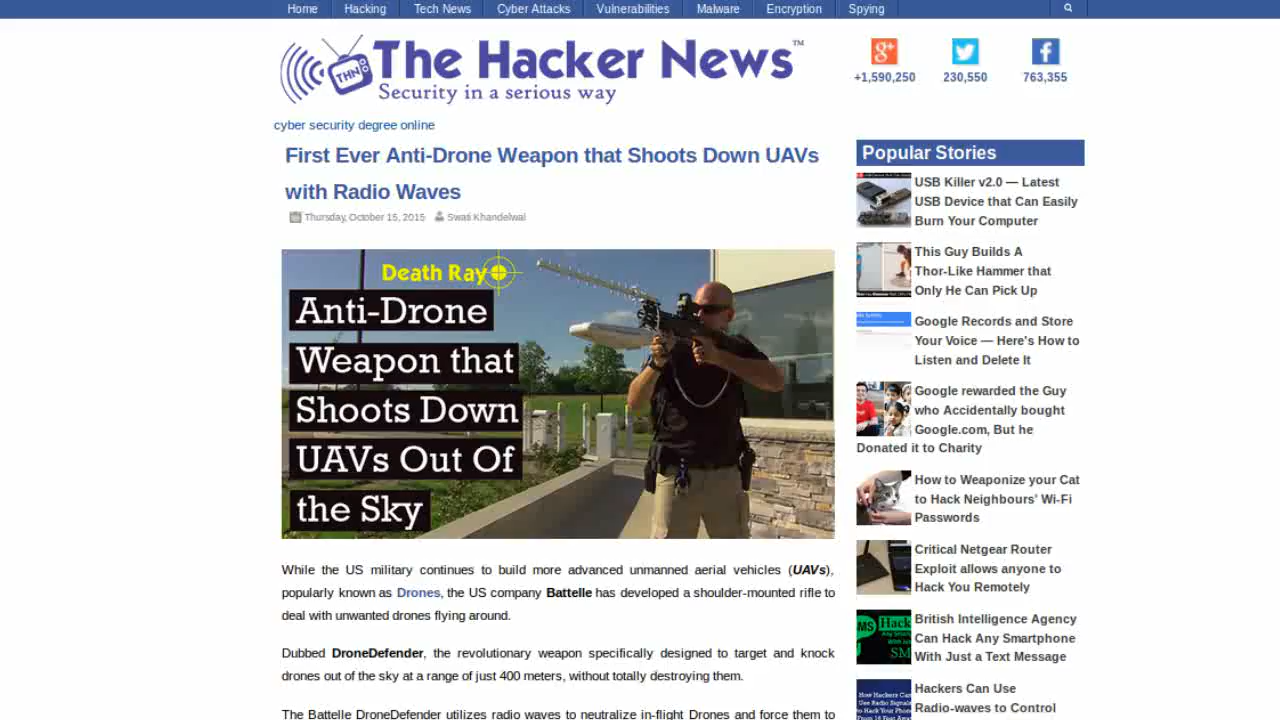 Home Hacking Tech News Cyber Attacks Vulnerabilities Malware Encryption Spying
THN The Hacker News™
Security in a serious way
+1,590,250 230,550 763,355
cyber security degree online
First Ever Anti-Drone Weapon that Shoots Down UAVs
with Radio Waves
Thursday, October 15, 2015 Swati Khandelwal
Death Ray
Anti-Drone
Weapon that
Shoots Down
UAVs Out Of
the Sky
While the US military continues to build more advanced unmanned aerial vehicles (UAVs),
popularly known as Drones, the US company Battelle has developed a shoulder-mounted rifle to
deal with unwanted drones flying around.
Dubbed DroneDefender, the revolutionary weapon specifically designed to target and knock
drones out of the sky at a range of just 400 meters, without totally destroying them.
The Battelle DroneDefender utilizes radio waves to neutralize in-flight Drones and force them to
Popular Stories
USB Killer v2.0 — Latest
USB Device that Can Easily
Burn Your Computer
This Guy Builds A
Thor-Like Hammer that
Only He Can Pick Up
Google Records and Store
Your Voice — Here's How to
Listen and Delete It
Google rewarded the Guy
who Accidentally bought
Google.com, But he
Donated it to Charity
How to Weaponize your Cat
to Hack Neighbours' Wi-Fi
Passwords
Critical Netgear Router
Exploit allows anyone to
Hack You Remotely
British Intelligence Agency
Can Hack Any Smartphone
With Just a Text Message
Hackers Can Use
Radio-waves to Control
How Hackers Can
Use Radio Signals